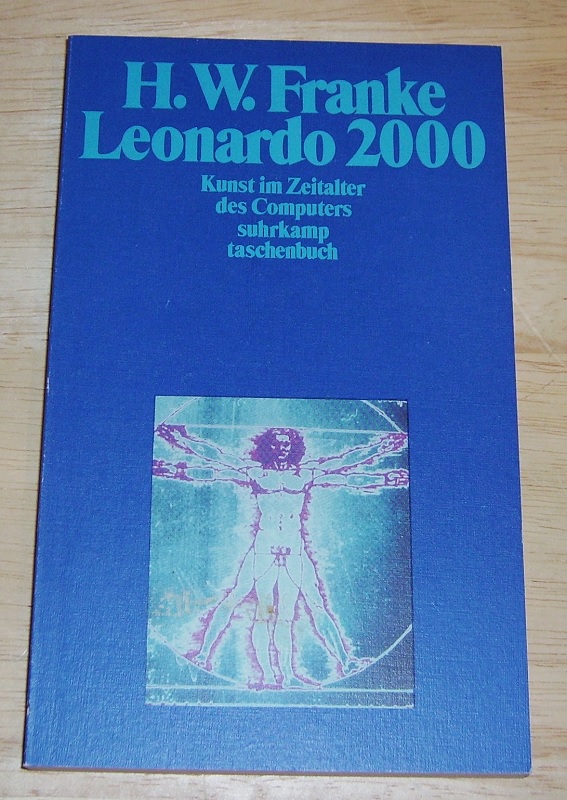 H. W. Franke
Leonardo 2000
Kunst im Zeitalter
des Computers
suhrkamp
taschenbuch